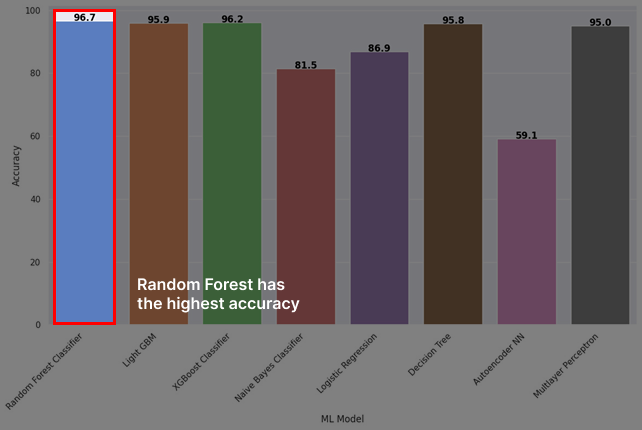 100
96.7
95.9
96.2
81.5
86.9
95.8
59.1
95.0
80
60
40
20
0
Accuracy
Random Forest has
the highest accuracy
Random Forest Classifier
Light GBM
XGBoost Classifier
Naive Bayes Classifier
Logistic Regression
Decision Tree
Autoencoder NN
Multlayer Perceptron
ML Model